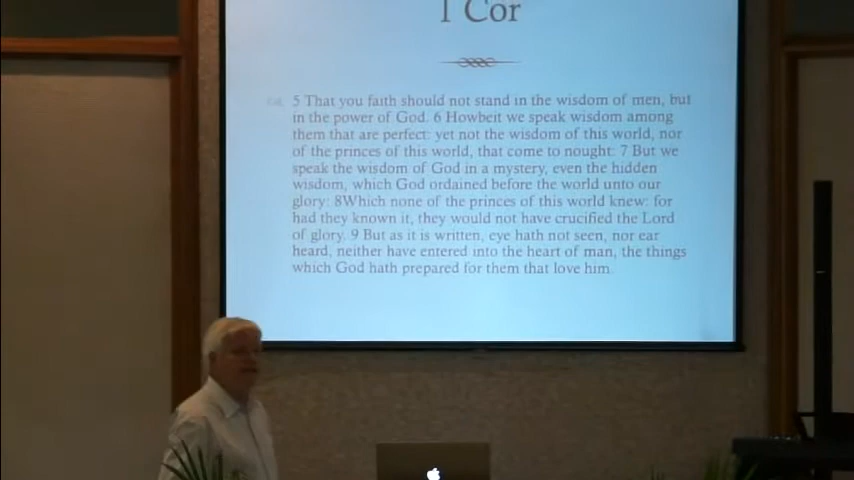 1 Cor
5 That you faith should not stand in the wisdom of men, but
in the power of God. 6 Howbeit we speak wisdom among
them that are perfect: yet not the wisdom of this world, nor
of the princes of this world, that come to nought: 7 But we
speak the wisdom of God in a mystery, even the hidden
wisdom, which God ordained before the world unto our
glory: 8Which none of the princes of this world knew: for
had they known it, they would not have crucified the Lord
of glory. 9 But as it is written, eye hath not seen, nor ear
heard, neither have entered into the heart of man, the things
which God hath prepared for them that love him.